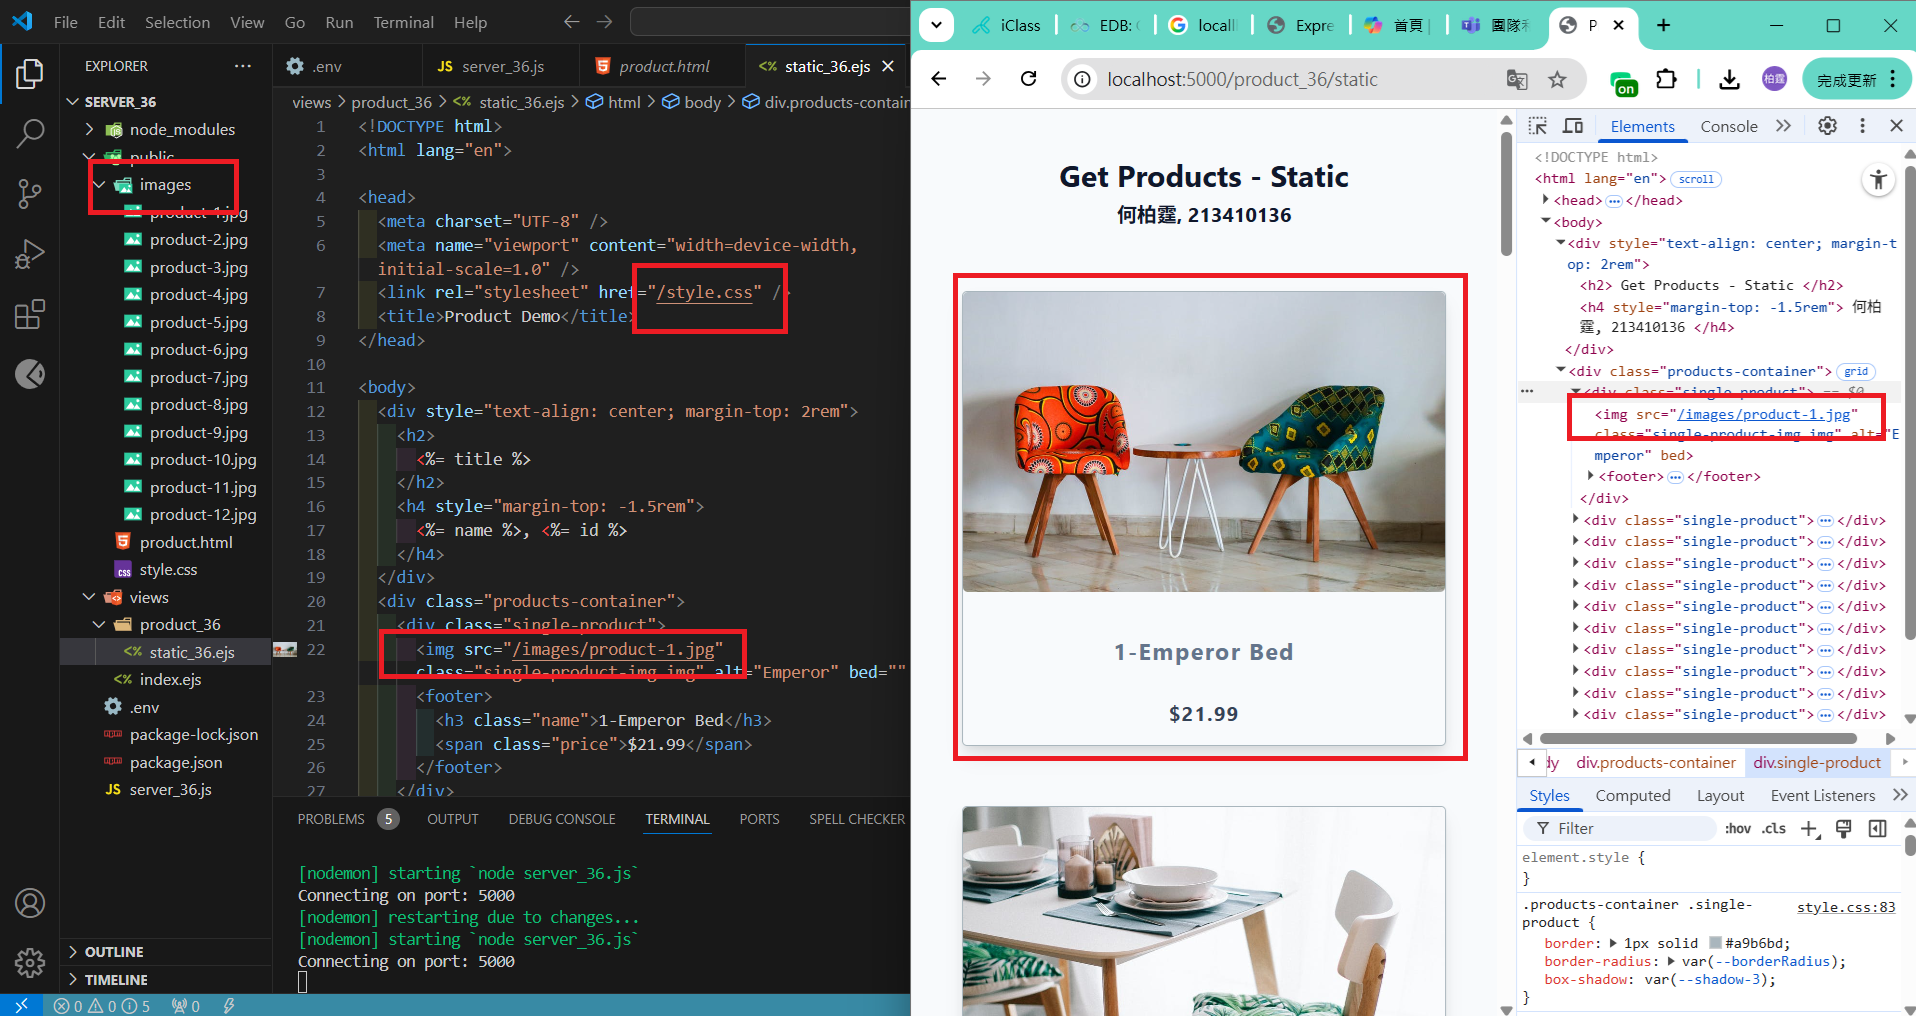 File Edit Selection View Go Run Terminal Help
EXPLORER
SERVER_36
node_modules
public
images
product-1.jpg
product-2.jpg
product-3.jpg
product-4.jpg
product-5.jpg
product-6.jpg
product-7.jpg
product-8.jpg
product-9.jpg
product-10.jpg
product-11.jpg
product-12.jpg
product.html
style.css
views
product_36
static_36.ejs
index.ejs
.env
package-lock.json
package.json
JS server_36.js
OUTLINE
TIMELINE
.env JS server_36.js product.html static_36.ejs
views > product_36 > static_36.ejs > html > body > div.products-contain
1 <!DOCTYPE html>
2 <html lang="en">
3
4 <head>
5 <meta charset="UTF-8" />
6 <meta name="viewport" content="width=device-width,
initial-scale=1.0" />
7 <link rel="stylesheet" href="/style.css" />
8 <title>Product Demo</title>
9 </head>
10
11 <body>
12 <div style="text-align: center; margin-top: 2rem">
13 <h2>
14 <%= title %>
15 </h2>
16 <h4 style="margin-top: -1.5rem">
17 <%= name %>, <%= id %>
18 </h4>
19 </div>
20 <div class="products-container">
21 <div class="single-product">
22 <img src="/images/product-1.jpg"
class="single-product-img img" alt="Emperor" bed=""
23 <footer>
24 <h3 class="name">1-Emperor Bed</h3>
25 <span class="price">$21.99</span>
26 </footer>
27 </div>
PROBLEMS 5 OUTPUT DEBUG CONSOLE TERMINAL PORTS SPELL CHECKER
[nodemon] starting `node server_36.js`
Connecting on port: 5000
[nodemon] restarting due to changes...
[nodemon] starting `node server_36.js`
Connecting on port: 5000
0 0 5 0
iClass EDB: locall Expre 首頁 團隊 P
localhost:5000/product_36/static
on
柏霆
完成更新
Get Products - Static
何柏霆, 213410136
1-Emperor Bed
$21.99
Elements Console
<!DOCTYPE html>
<html lang="en"> scroll
<head> </head>
<body>
<div style="text-align: center; margin-t
op: 2rem">
<h2> Get Products - Static </h2>
<h4 style="margin-top: -1.5rem"> 何柏
霆, 213410136 </h4>
</div>
<div class="products-container"> grid
<div class="single-product"> == $0
<img src="/images/product-1.jpg"
class="single-product-img img" alt="E
mperor" bed>
<footer> </footer>
</div>
<div class="single-product"> </div>
<div class="single-product"> </div>
<div class="single-product"> </div>
<div class="single-product"> </div>
<div class="single-product"> </div>
<div class="single-product"> </div>
<div class="single-product"> </div>
<div class="single-product"> </div>
<div class="single-product"> </div>
<div class="single-product"> </div>
dy div.products-container div.single-product
Styles Computed Layout Event Listeners
Filter :hov .cls
element.style {
}
.products-container .single-
product {
style.css:83
border: 1px solid #a9b6bd;
border-radius: var(--borderRadius);
box-shadow: var(--shadow-3);
}